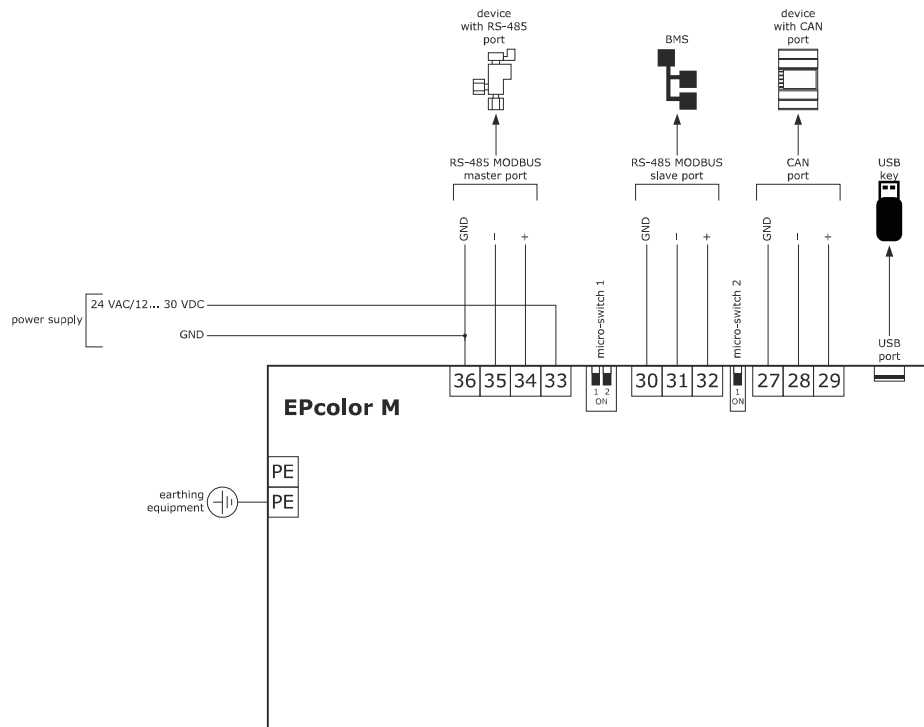 device
with RS-485
port
BMS
device
with CAN
port
RS-485 MODBUS
master port
RS-485 MODBUS
slave port
CAN
port
USB
key
GND
–
+
GND
–
+
GND
–
+
micro-switch 1
micro-switch 2
power supply
24 VAC/12... 30 VDC
GND
USB
port
36 35 34 33
1 2
ON
30 31 32
1
ON
27 28 29
EPcolor M
PE
PE
earthing
equipment